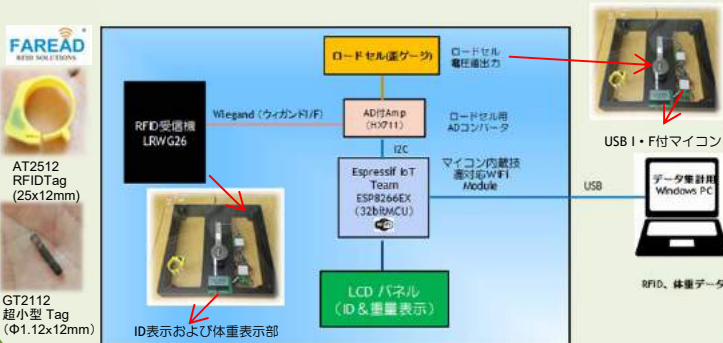 FAREAD
RFID SOLUTIONS
AT2512
RFIDTag
(25x12mm)
GT2112
超小型 Tag
(Φ1.12x12mm)
RFID受信機
LRWG26
Wiegand (ウィガンドI/F)
ロードセル(歪ゲージ)
ロードセル
電圧値出力
AD付Amp
(HX711)
ロードセル用
ADコンバータ
I2C
Espressif IoT
Team
ESP8266EX
(32bitMCU)
マイコン内蔵技
適対応WiFi
Module
LCD パネル
(ID & 重量表示)
ID表示および体重表示部
USB I・F付マイコン
USB
データ集計用
Windows PC
RFID、体重データ